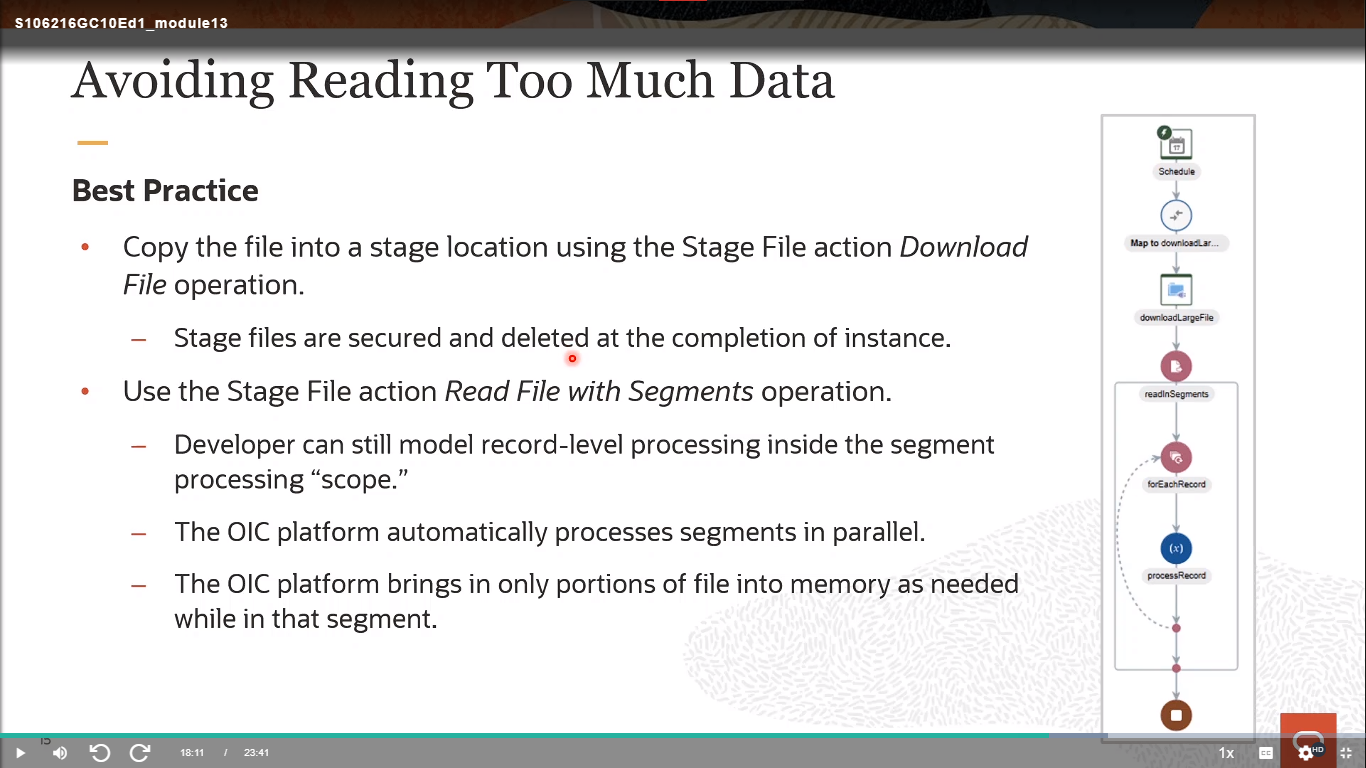 S106216GC10Ed1_module13
Avoiding Reading Too Much Data
Best Practice
• Copy the file into a stage location using the Stage File action Download
File operation.
– Stage files are secured and deleted at the completion of instance.
• Use the Stage File action Read File with Segments operation.
– Developer can still model record-level processing inside the segment
processing “scope.”
– The OIC platform automatically processes segments in parallel.
– The OIC platform brings in only portions of file into memory as needed
while in that segment.
17
Schedule
Map to downloadLar...
downloadLargeFile
readInSegments
forEachRecord
(x)
processRecord
15
18:11 / 23:41
1x
CC
HD